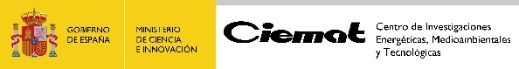 GOBIERNO
DE ESPAÑA
MINISTERIO
DE CIENCIA
E INNOVACIÓN
Ciemat
Centro de Investigaciones
Energéticas, Medioambientales
y Tecnológicas